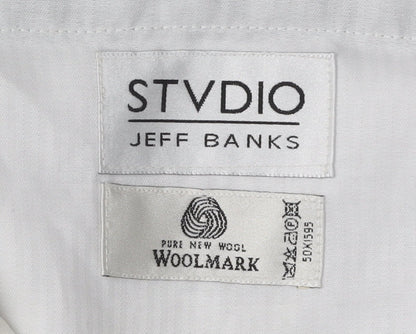 STVDIO
JEFF BANKS
PURE NEW WOOL
WOOLMARK
50X1595